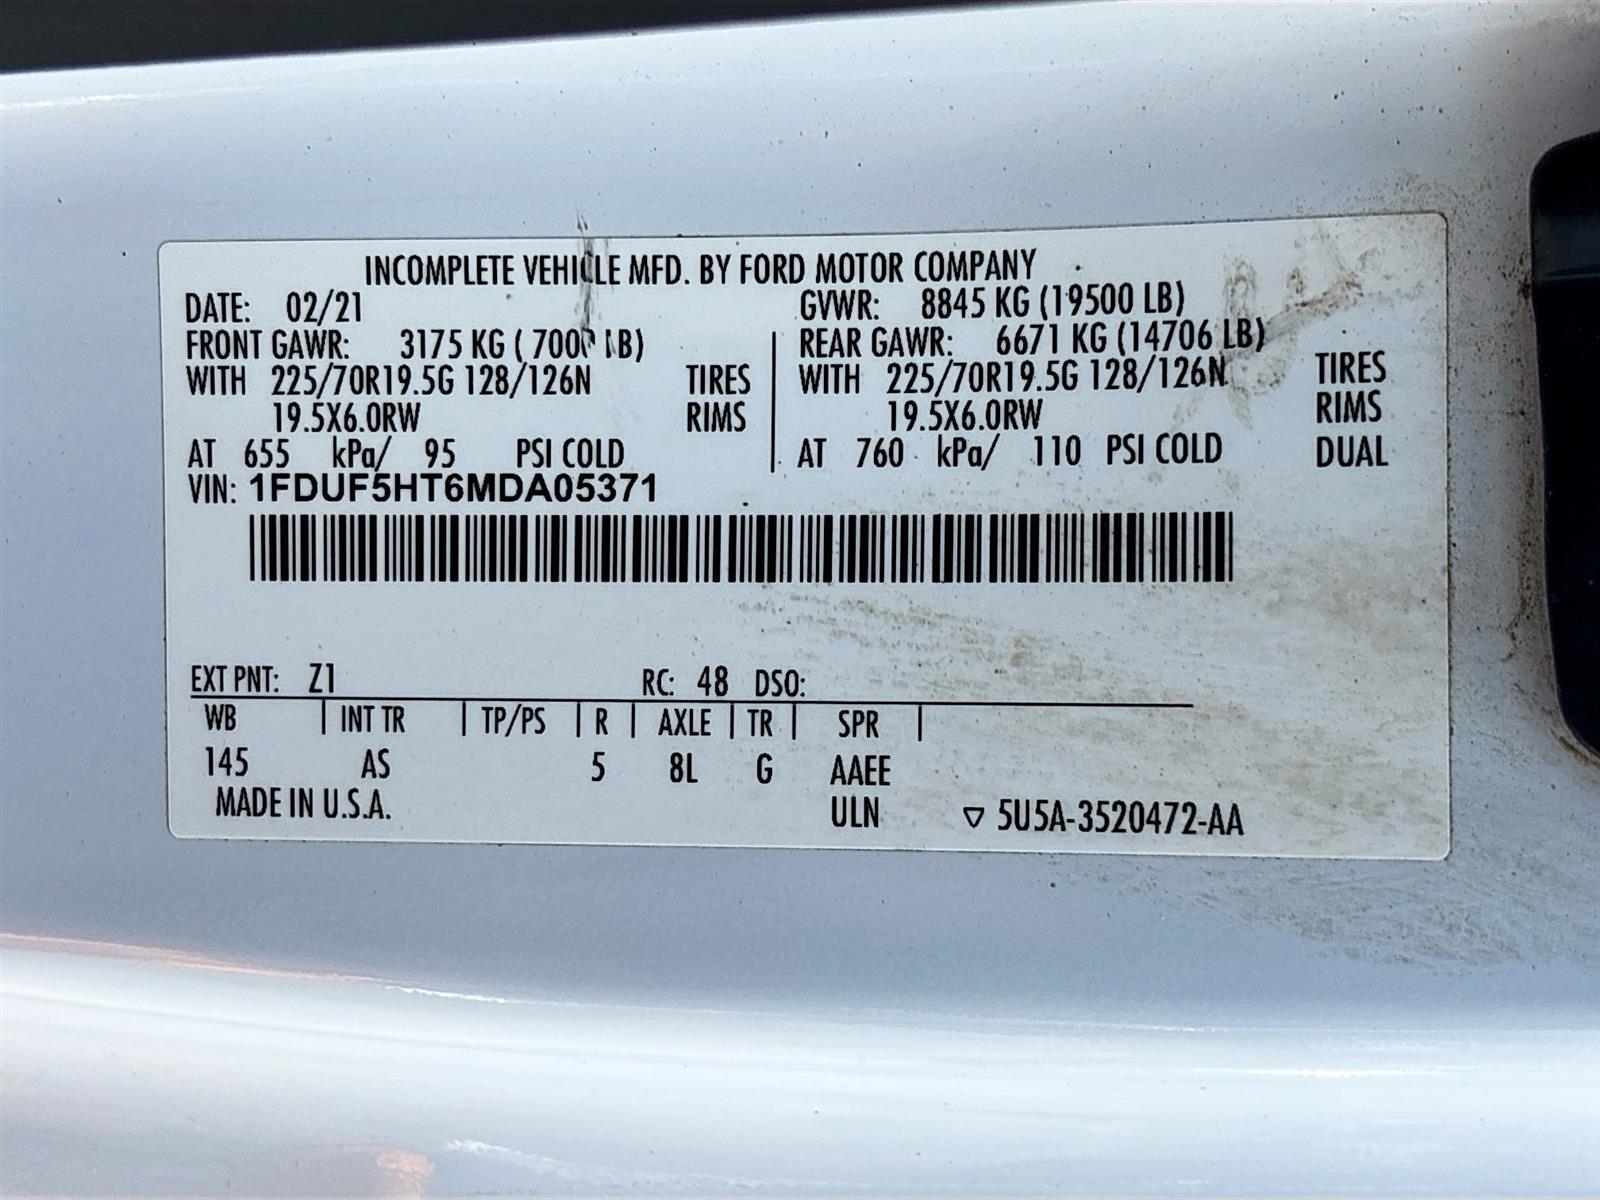 INCOMPLETE VEHICLE MFD. BY FORD MOTOR COMPANY
DATE: 02/21 GVWR: 8845 KG (19500 LB)
FRONT GAWR: 3175 KG ( 7000 LB) REAR GAWR: 6671 KG (14706 LB)
WITH 225/70R19.5G 128/126N TIRES WITH 225/70R19.5G 128/126N TIRES
19.5X6.0RW RIMS 19.5X6.0RW RIMS
AT 655 kPa/ 95 PSI COLD AT 760 kPa/ 110 PSI COLD DUAL
VIN: 1FDUF5HT6MDA05371
EXT PNT: Z1 RC: 48 DSO:
WB | INT TR | TP/PS | R | AXLE | TR | SPR |
145 AS 5 8L G AAEE
MADE IN U.S.A. ULN ▽ 5U5A-3520472-AA